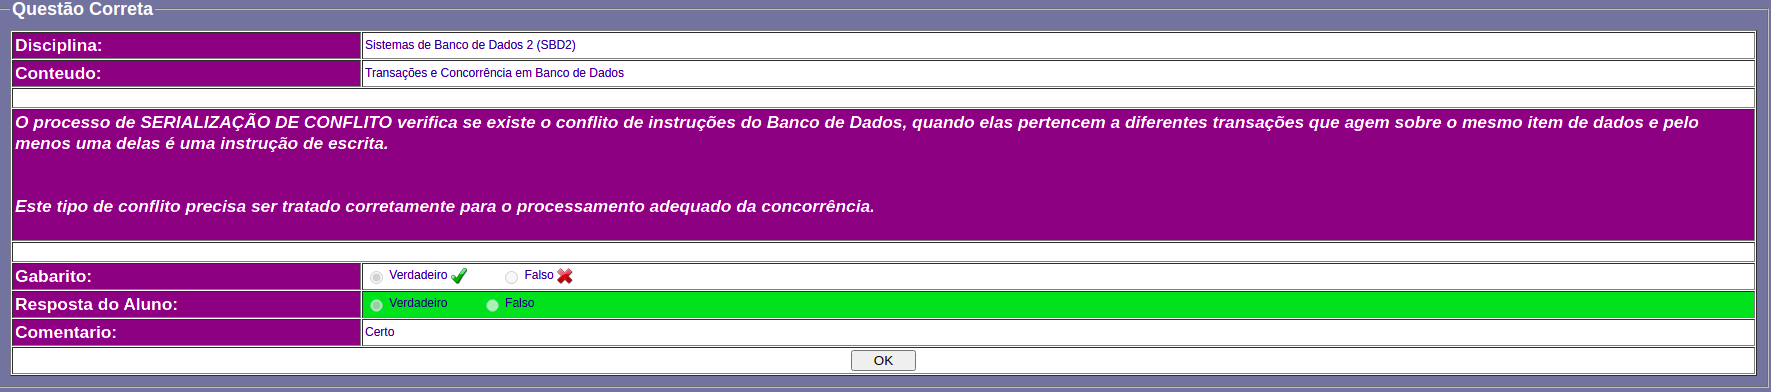 Questão Correta
Disciplina: Sistemas de Banco de Dados 2 (SBD2)
Conteudo: Transações e Concorrência em Banco de Dados
O processo de SERIALIZAÇÃO DE CONFLITO verifica se existe o conflito de instruções do Banco de Dados, quando elas pertencem a diferentes transações que agem sobre o mesmo item de dados e pelo
menos uma delas é uma instrução de escrita.
Este tipo de conflito precisa ser tratado corretamente para o processamento adequado da concorrência.
Gabarito: Verdadeiro Falso
Resposta do Aluno: Verdadeiro Falso
Comentario: Certo
OK